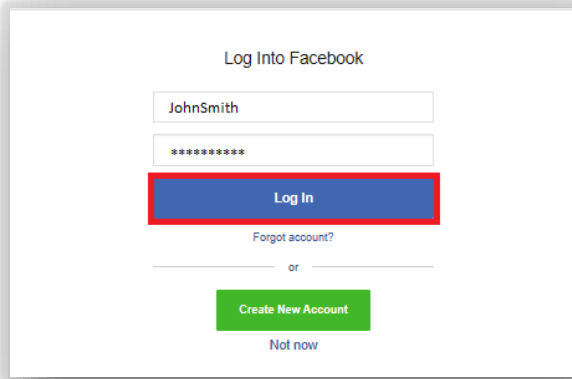 Log Into Facebook
JohnSmith
**********
Log In
Forgot account?
or
Create New Account
Not now